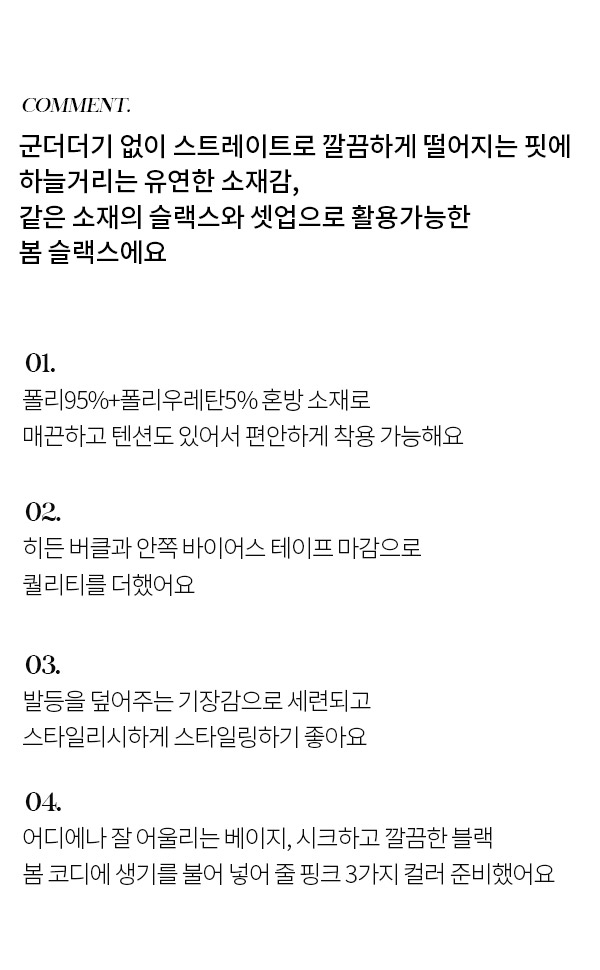 COMMENT.
군더더기 없이 스트레이트로 깔끔하게 떨어지는 핏에
하늘거리는 유연한 소재감,
같은 소재의 슬랙스와 셋업으로 활용가능한
봄 슬랙스에요
01.
폴리95%+폴리우레탄5% 혼방 소재로
매끈하고 텐션도 있어서 편안하게 착용 가능해요
02.
히든 버클과 안쪽 바이어스 테이프 마감으로
퀄리티를 더했어요
03.
발등을 덮어주는 기장감으로 세련되고
스타일리시하게 스타일링하기 좋아요
04.
어디에나 잘 어울리는 베이지, 시크하고 깔끔한 블랙
봄 코디에 생기를 불어 넣어 줄 핑크 3가지 컬러 준비했어요